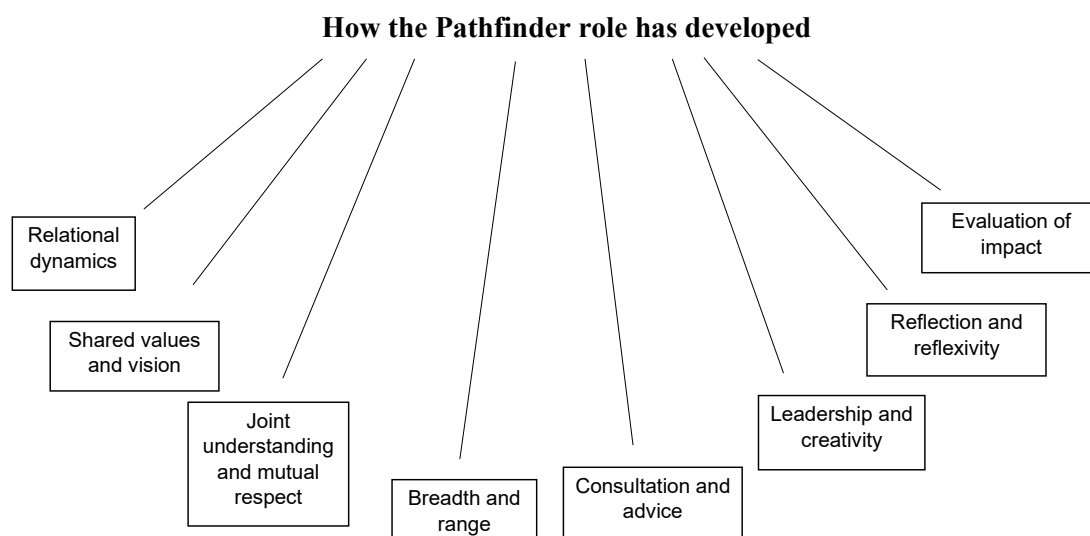 How the Pathfinder role has developed
Relational
dynamics
Shared values
and vision
Joint
understanding
and mutual
respect
Breadth and
range
Consultation and
advice
Leadership and
creativity
Reflection and
reflexivity
Evaluation of
impact